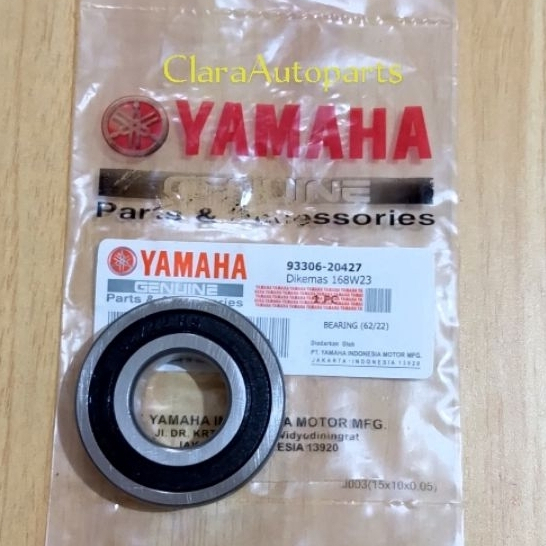 ClaraAutoparts
YAMAHA
GENUINE
Parts & Accessories
YAMAHA
GENUINE
Parts & Accessories
93306-20427
Dikemas 168W23
1 PC
BEARING (62/22)
Diedarkan Oleh
PT. YAMAHA INDONESIA MOTOR MFG.
JAKARTA-INDONESIA 13920
YAMAHA IN MOTOR MFG.
Jl. DR. KRT Widyodiningrat
JAK ESIA 13920
J003(15x10x0.05)